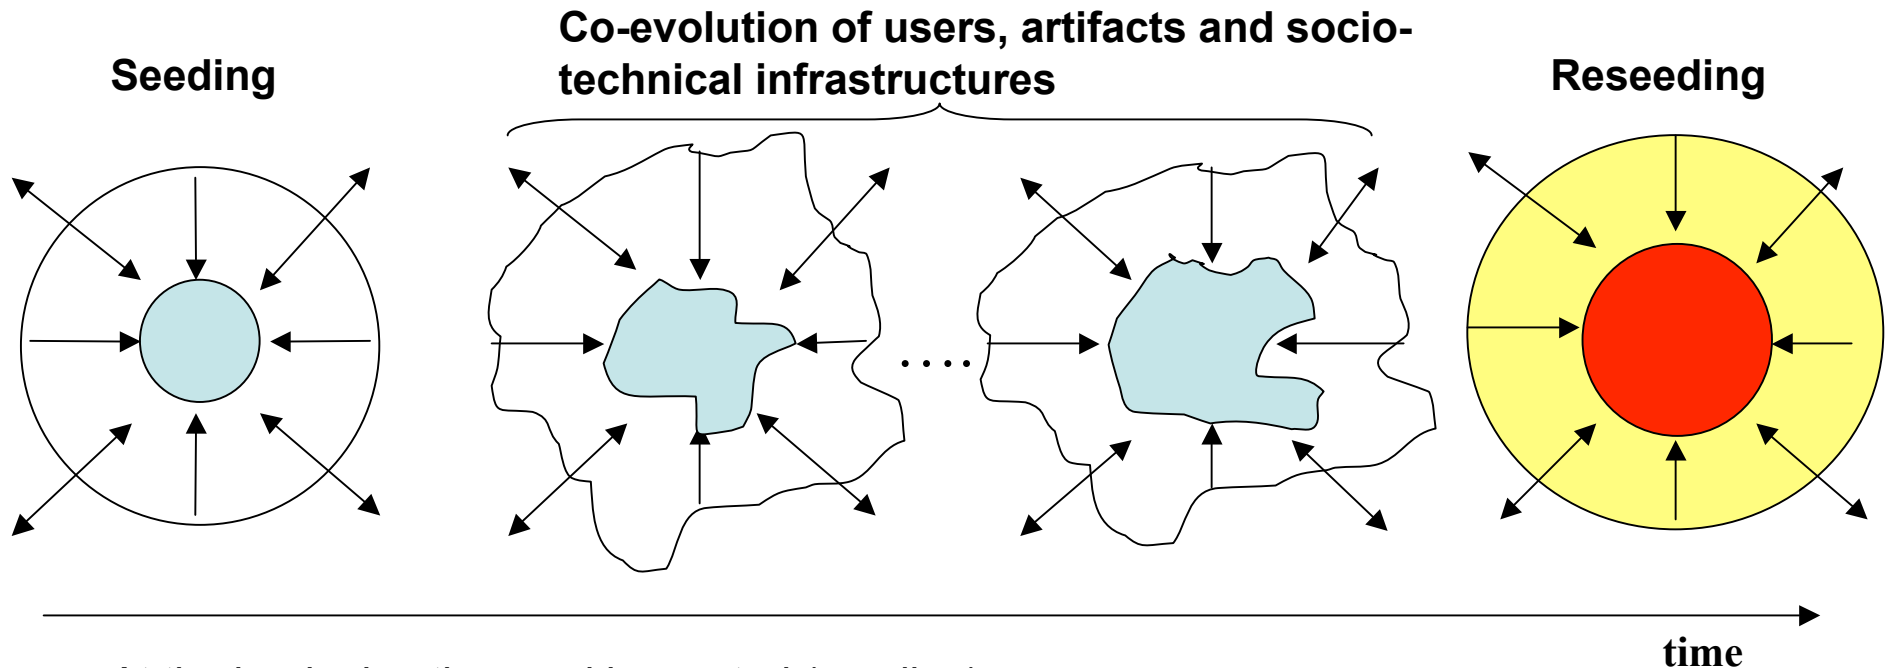 Seeding
Co-evolution of users, artifacts and socio-
technical infrastructures
Reseeding
. . . .
time